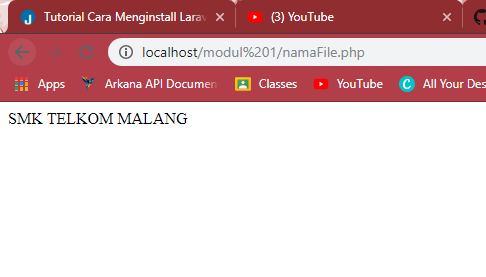 Tutorial Cara Menginstall Larav
(3) YouTube
localhost/modul%201/namaFile.php
Apps
Arkana API Documen
Classes
YouTube
All Your Des
SMK TELKOM MALANG